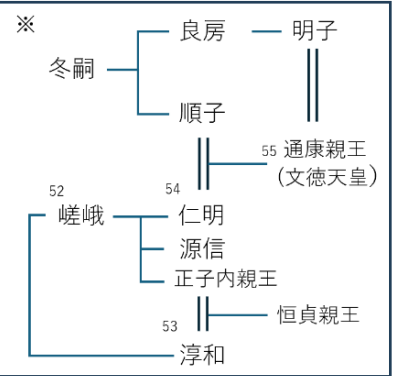 ※
良房 明子
冬嗣
順子
55 通康親王
(文徳天皇)
52 54
嵯峨 仁明
源信
正子内親王
恒貞親王
53
淳和